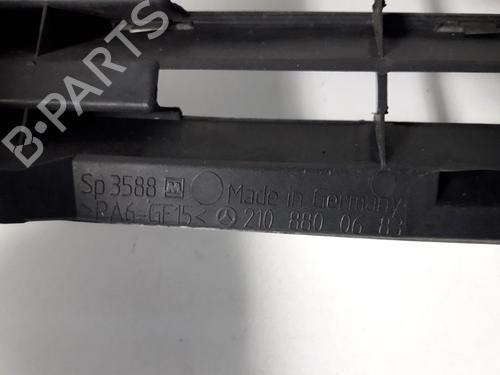 B-PARTS
Sp 3588 M Made in Germany
>PA6-GF15< 210 880 06 83